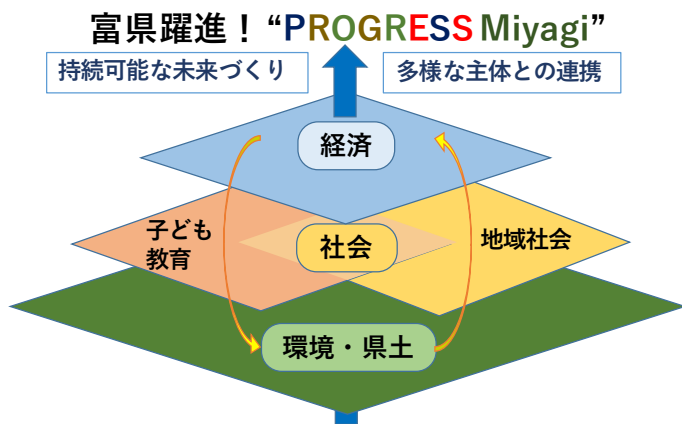 富県躍進！“PROGRESS Miyagi”
持続可能な未来づくり
多様な主体との連携
経済
子ども
教育
社会
地域社会
環境・県土